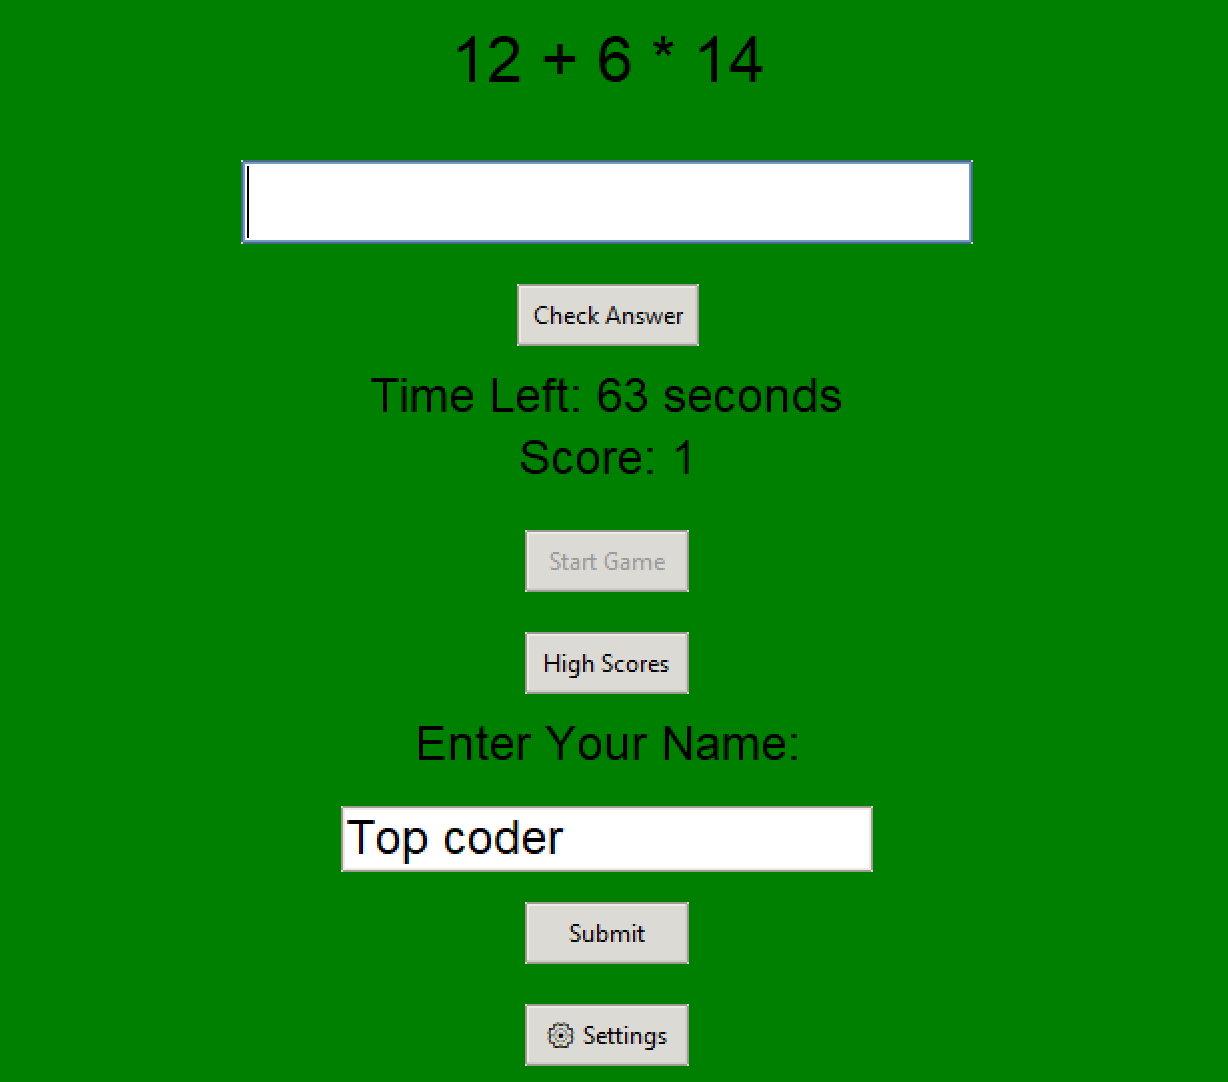 12 + 6 * 14
Check Answer
Time Left: 63 seconds
Score: 1
Start Game
High Scores
Enter Your Name:
Top coder
Submit
Settings